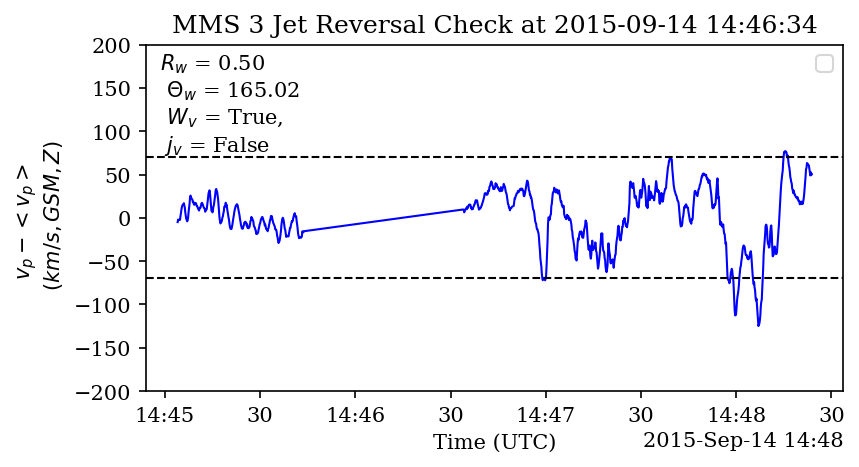 MMS 3 Jet Reversal Check at 2015-09-14 14:46:34
200
150
100
50
0
−50
−100
−150
−200
v_p − <v_p>
(km/s, GSM, Z)
R_w = 0.50
Θ_w = 165.02
W_v = True,
j_v = False
14:45 30 14:46 30 14:47 30 14:48 30
Time (UTC)
2015-Sep-14 14:48